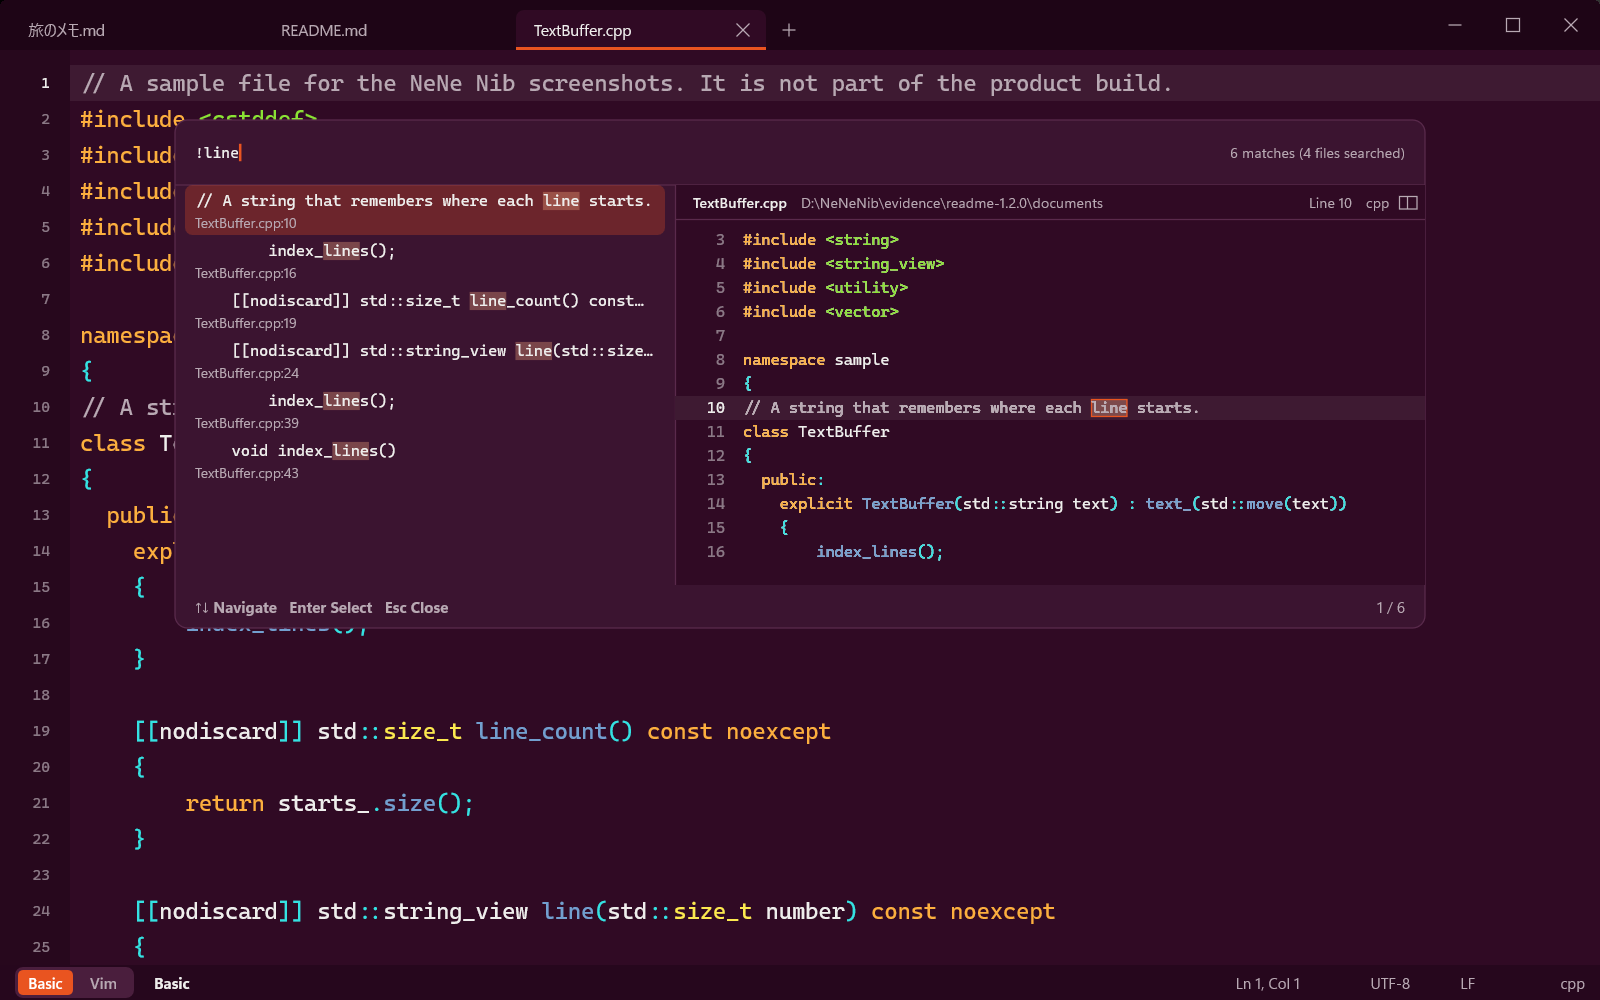 旅のメモ.md
README.md
TextBuffer.cpp
1 // A sample file for the NeNe Nib screenshots. It is not part of the product build.
2 #include <cstddef>
3 #include
4 #include
5 #include
6 #include
7
8 namespac
9 {
10 // A st
11 class T
12 {
13 public
14 exp
15 {
16 index_lines();
17 }
18
19 [[nodiscard]] std::size_t line_count() const noexcept
20 {
21 return starts_.size();
22 }
23
24 [[nodiscard]] std::string_view line(std::size_t number) const noexcept
25 {
!line
6 matches (4 files searched)
// A string that remembers where each line starts.
TextBuffer.cpp:10
index_lines();
TextBuffer.cpp:16
[[nodiscard]] std::size_t line_count() const…
TextBuffer.cpp:19
[[nodiscard]] std::string_view line(std::size…
TextBuffer.cpp:24
index_lines();
TextBuffer.cpp:39
void index_lines()
TextBuffer.cpp:43
TextBuffer.cpp D:\NeNeNib\evidence\readme-1.2.0\documents Line 10 cpp
3 #include <string>
4 #include <string_view>
5 #include <utility>
6 #include <vector>
7
8 namespace sample
9 {
10 // A string that remembers where each line starts.
11 class TextBuffer
12 {
13 public:
14 explicit TextBuffer(std::string text) : text_(std::move(text))
15 {
16 index_lines();
↑↓ Navigate Enter Select Esc Close
1 / 6
Basic Vim Basic
Ln 1, Col 1 UTF-8 LF cpp